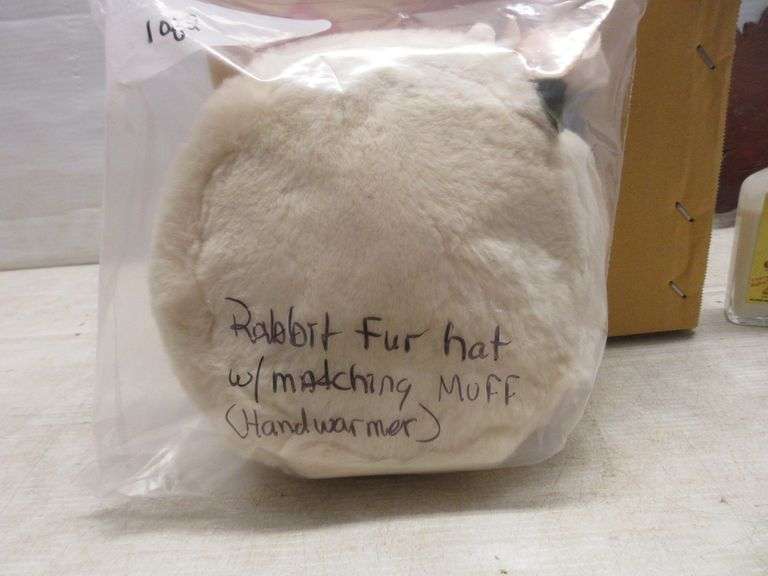 Rabbit Fur hat
w/ matching MUFF
(Handwarmer)